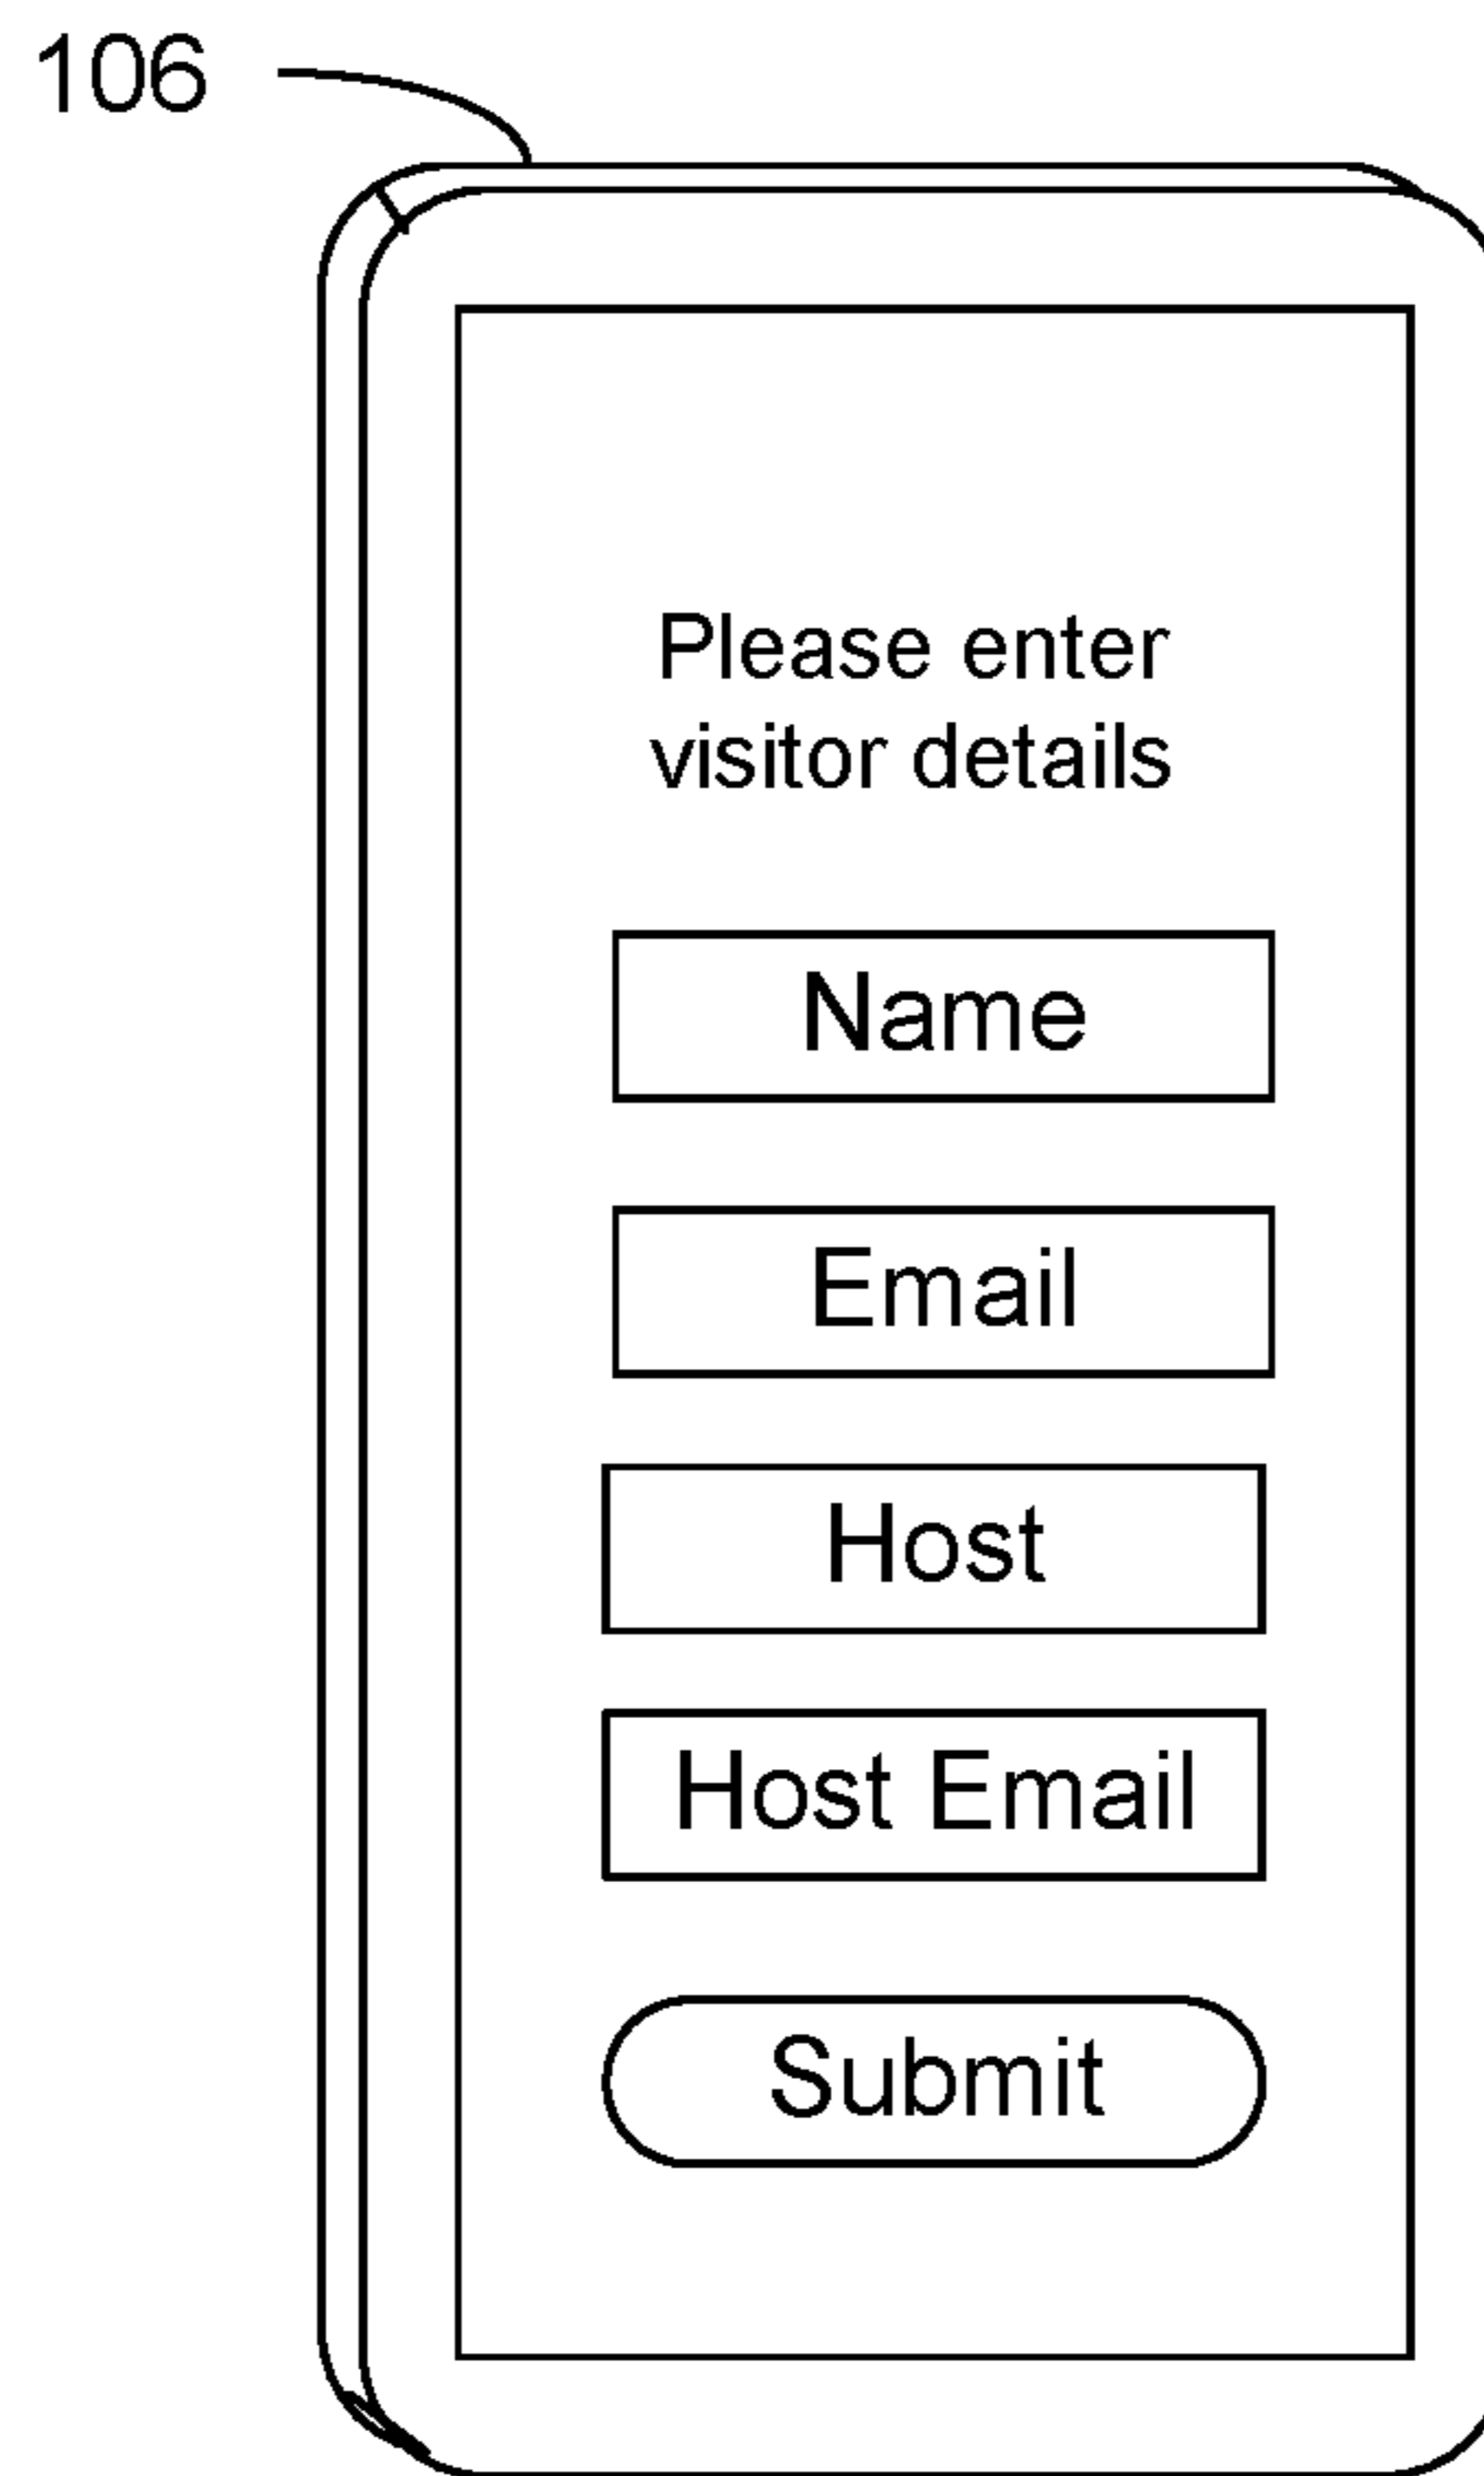 106
Please enter
visitor details
Name
Email
Host
Host Email
Submit